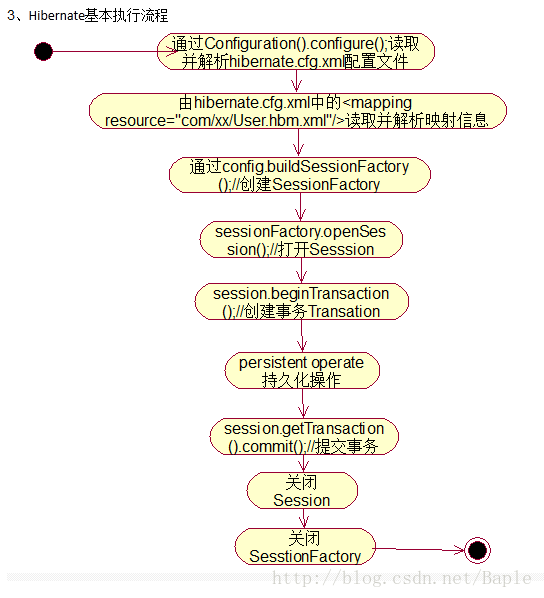 3、Hibernate基本执行流程
通过Configuration().configure();读取
并解析hibernate.cfg.xml配置文件
由hibernate.cfg.xml中的<mapping
resource="com/xx/User.hbm.xml"/>读取并解析映射信息
通过config.buildSessionFactory
();//创建SessionFactory
sessionFactory.openSes
sion();//打开Sesssion
session.beginTransaction
();//创建事务Transation
persistent operate
持久化操作
session.getTransaction
().commit();//提交事务
关闭
Session
关闭
SesstionFactory
http://blog.csdn.net/Baple